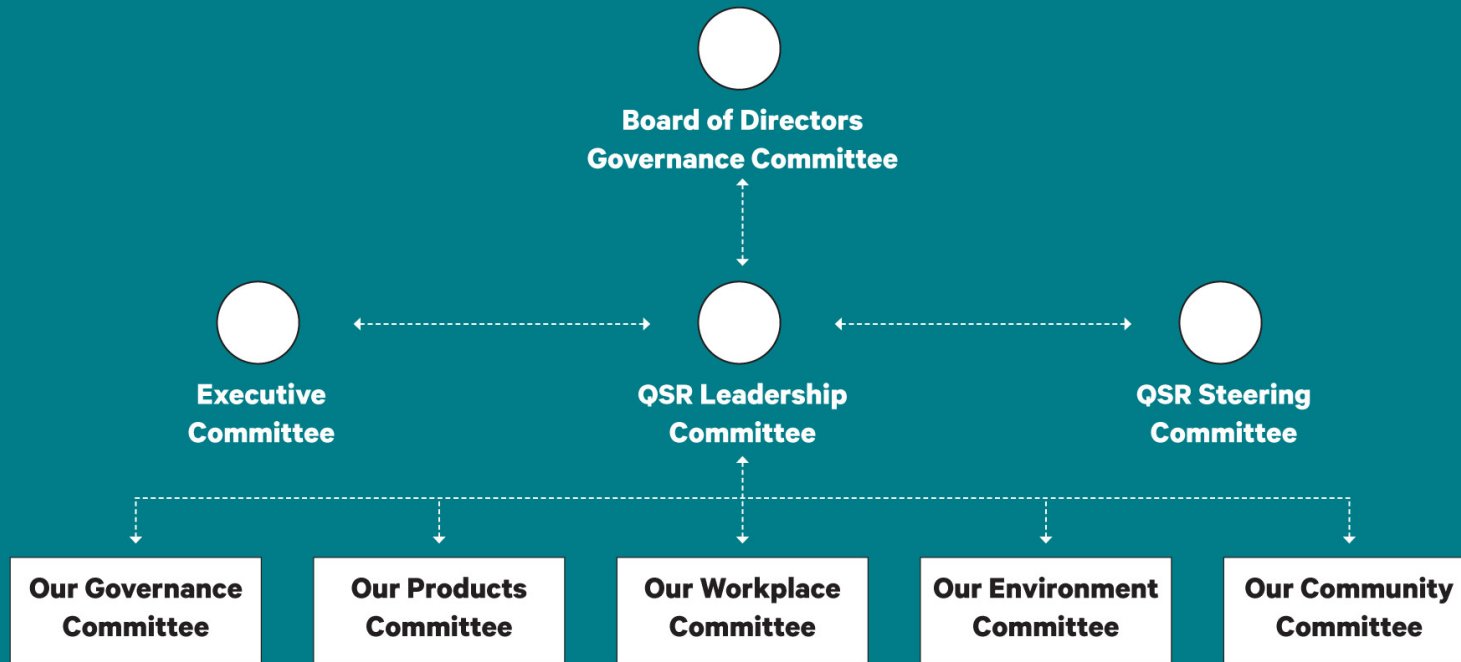 Board of Directors
Governance Committee
Executive
Committee
QSR Leadership
Committee
QSR Steering
Committee
Our Governance
Committee
Our Products
Committee
Our Workplace
Committee
Our Environment
Committee
Our Community
Committee